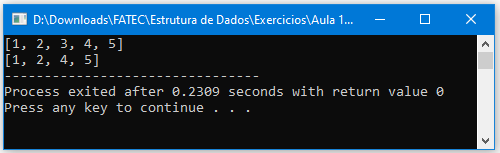 D:\Downloads\FATEC\Estrutura de Dados\Exercicios\Aula 1...
[1, 2, 3, 4, 5]
[1, 2, 4, 5]
--------------------------------
Process exited after 0.2309 seconds with return value 0
Press any key to continue . . .